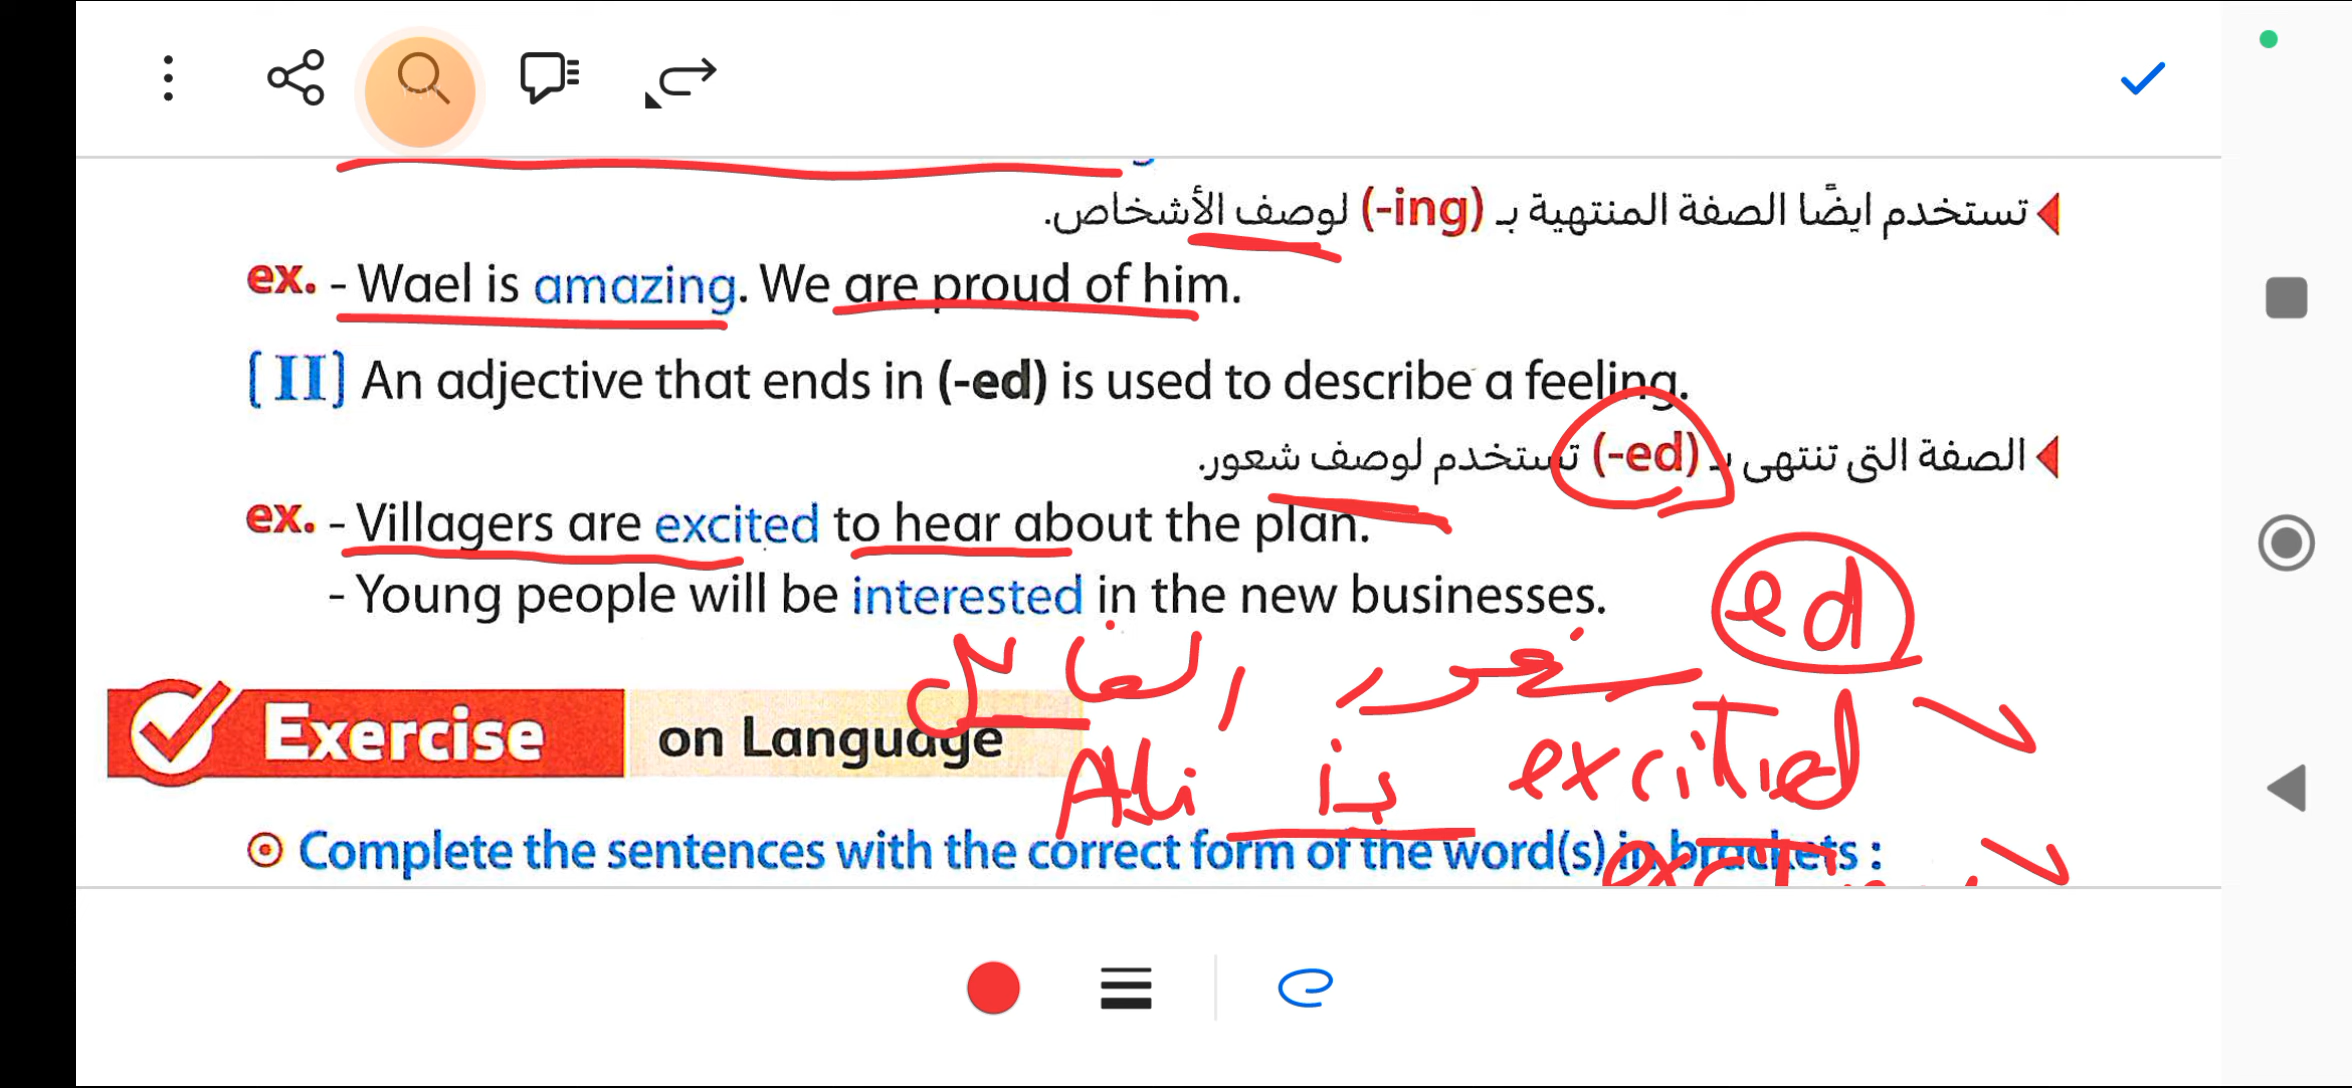 تستخدم ايضًا الصفة المنتهية بـ (-ing) لوصف الأشخاص.
ex. - Wael is amazing. We are proud of him.
[II] An adjective that ends in (-ed) is used to describe a feeling.
الصفة التى تنتهى بـ (-ed) تستخدم لوصف شعور.
ex. - Villagers are excited to hear about the plan.
- Young people will be interested in the new businesses.
ed
Exercise on Language
Ali is excited
Complete the sentences with the correct form of the word(s) in brackets :